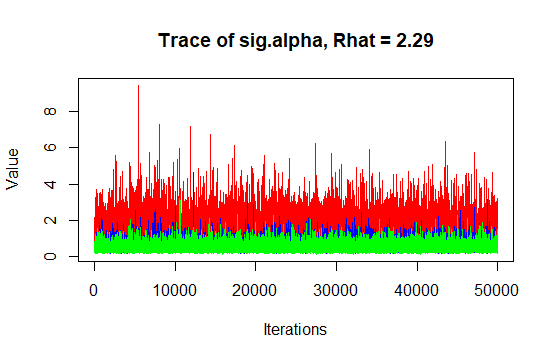 Trace of sig.alpha, Rhat = 2.29
Value
8
6
4
2
0
0 10000 20000 30000 40000 50000
Iterations